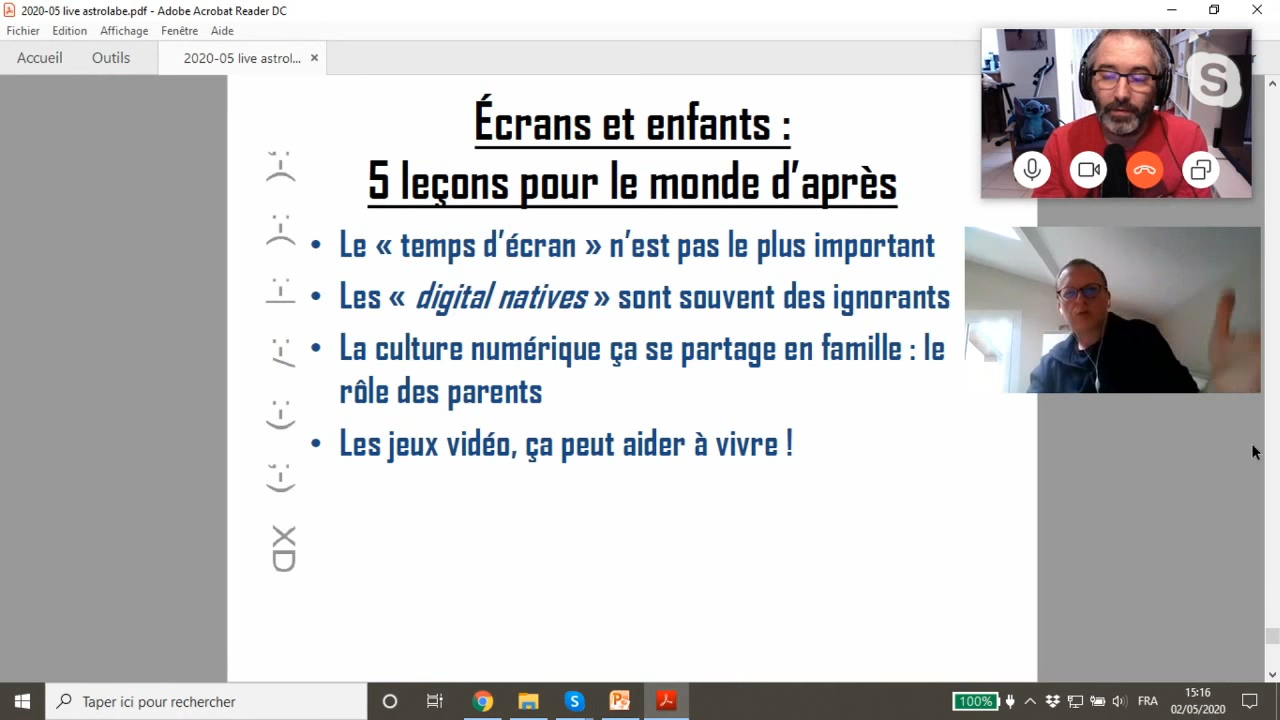 2020-05 live astrolabe.pdf - Adobe Acrobat Reader DC
Fichier Edition Affichage Fenêtre Aide
Accueil Outils 2020-05 live astrol... ×
S
Écrans et enfants :
5 leçons pour le monde d’après
• Le « temps d’écran » n’est pas le plus important
• Les « digital natives » sont souvent des ignorants
• La culture numérique ça se partage en famille : le
rôle des parents
• Les jeux vidéo, ça peut aider à vivre !
XD
Taper ici pour rechercher
100%
FRA
15:16
02/05/2020